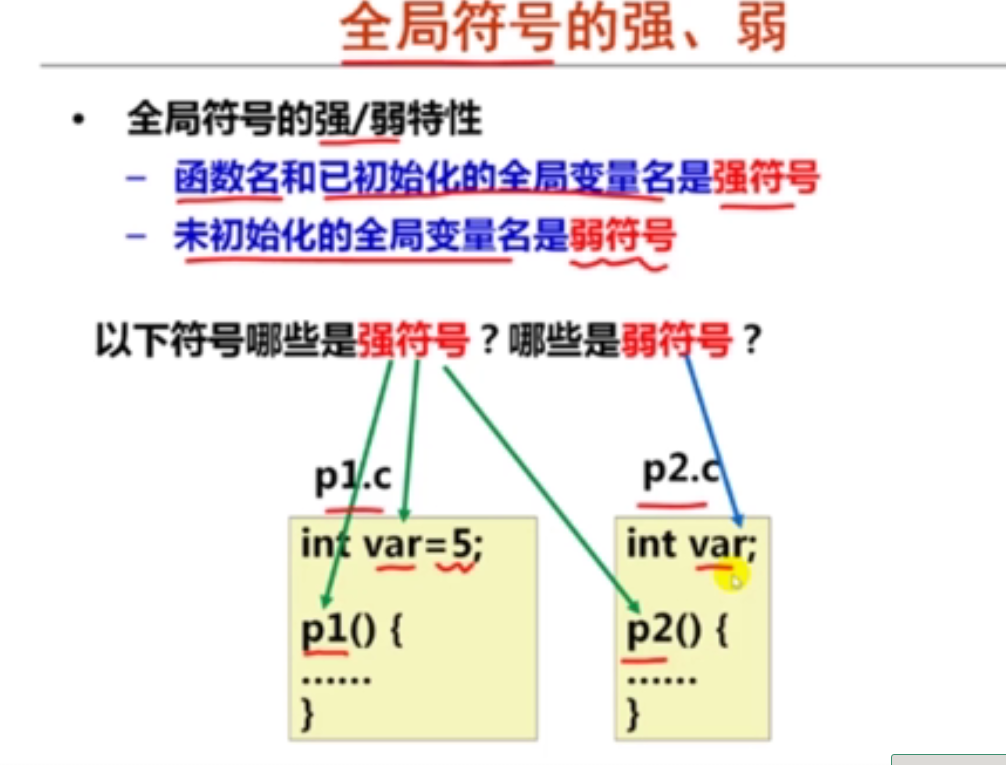 全局符号的强、弱
• 全局符号的强/弱特性
– 函数名和已初始化的全局变量名是强符号
– 未初始化的全局变量名是弱符号
以下符号哪些是强符号？哪些是弱符号？
p1.c
int var=5;
p1() {
……
}
p2.c
int var;
p2() {
……
}